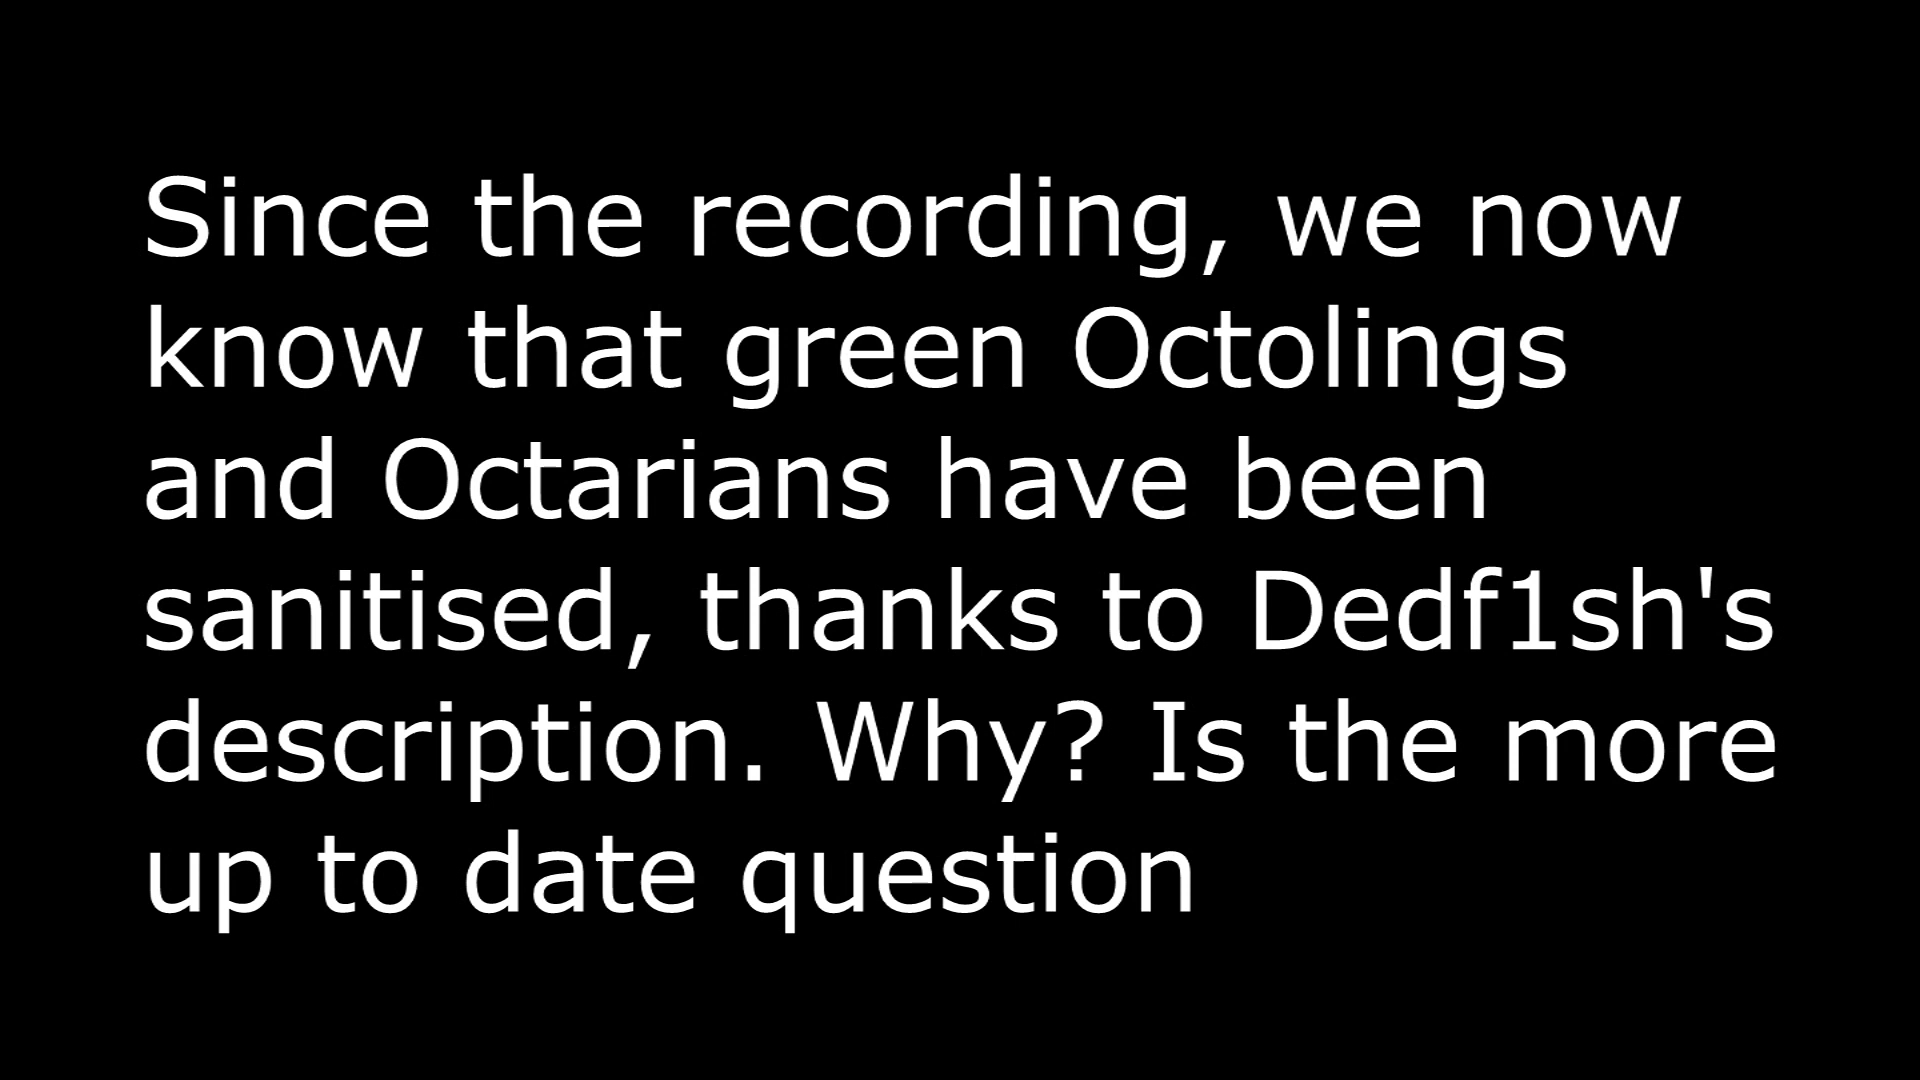 Since the recording, we now
know that green Octolings
and Octarians have been
sanitised, thanks to Dedf1sh's
description. Why? Is the more
up to date question